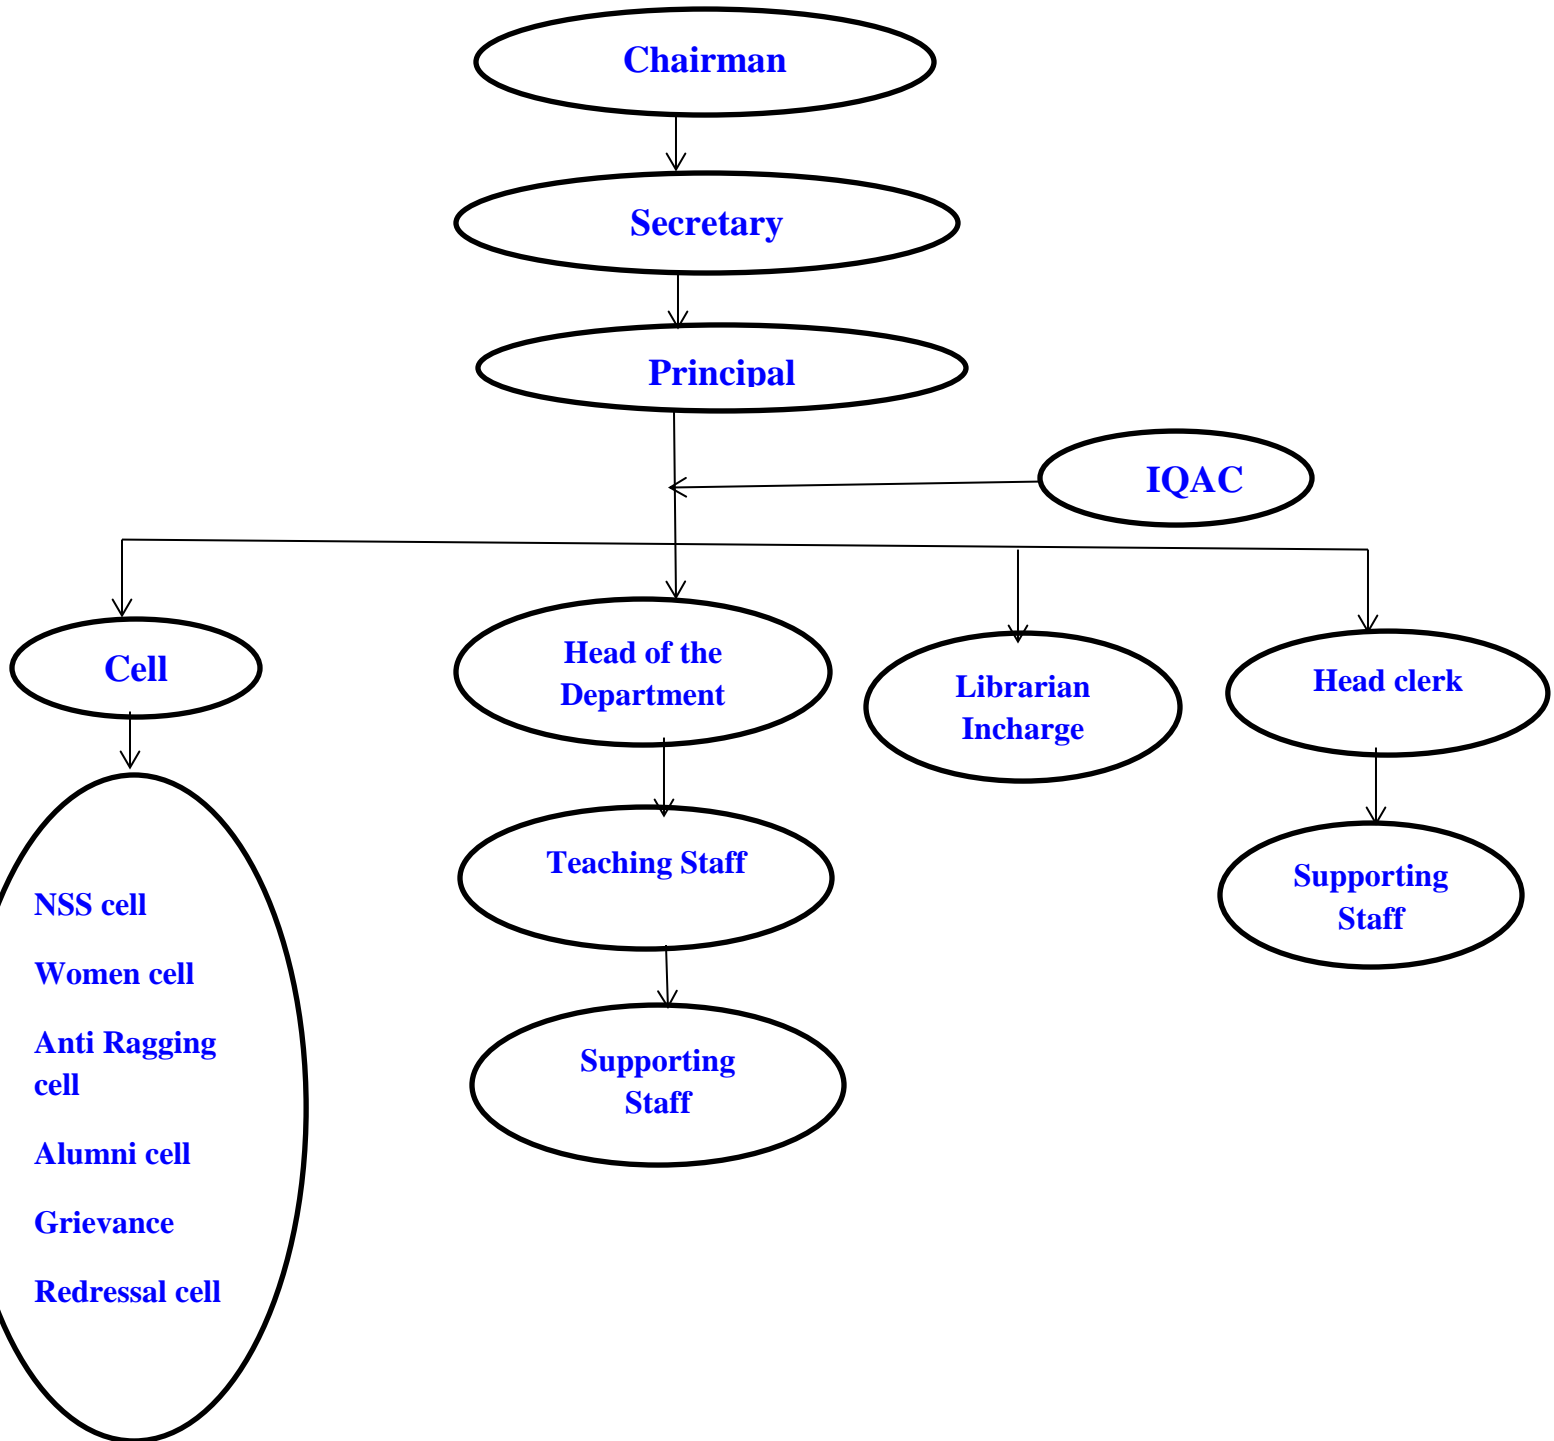 Chairman
Secretary
Principal
IQAC
Cell
Head of the
Department
Librarian
Incharge
Head clerk
NSS cell
Women cell
Anti Ragging
cell
Alumni cell
Grievance
Redressal cell
Teaching Staff
Supporting
Staff
Supporting
Staff